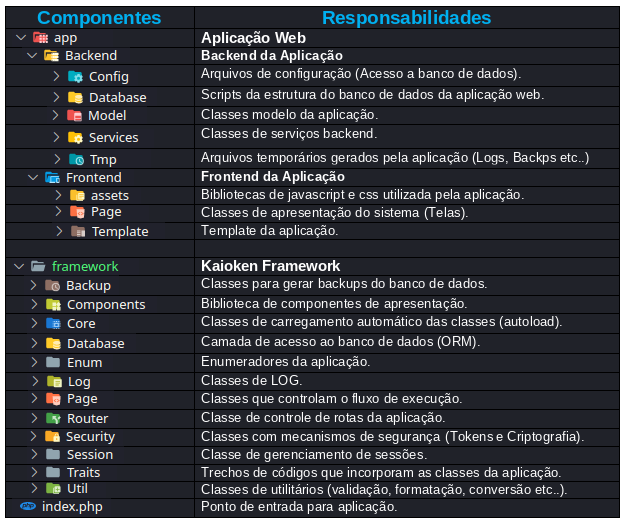 Componentes Responsabilidades
app Aplicação Web
Backend Backend da Aplicação
Config Arquivos de configuração (Acesso a banco de dados).
Database Scripts da estrutura do banco de dados da aplicação web.
Model Classes modelo da aplicação.
Services Classes de serviços backend.
Tmp Arquivos temporários gerados pela aplicação (Logs, Backps etc..)
Frontend Frontend da Aplicação
assets Bibliotecas de javascript e css utilizada pela aplicação.
Page Classes de apresentação do sistema (Telas).
Template Template da aplicação.
framework Kaioken Framework
Backup Classes para gerar backups do banco de dados.
Components Biblioteca de componentes de apresentação.
Core Classes de carregamento automático das classes (autoload).
Database Camada de acesso ao banco de dados (ORM).
Enum Enumeradores da aplicação.
Log Classes de LOG.
Page Classes que controlam o fluxo de execução.
Router Classe de controle de rotas da aplicação.
Security Classes com mecanismos de segurança (Tokens e Criptografia).
Session Classe de gerenciamento de sessões.
Traits Trechos de códigos que incorporam as classes da aplicação.
Util Classes de utilitários (validação, formatação, conversão etc..).
php index.php Ponto de entrada para aplicação.